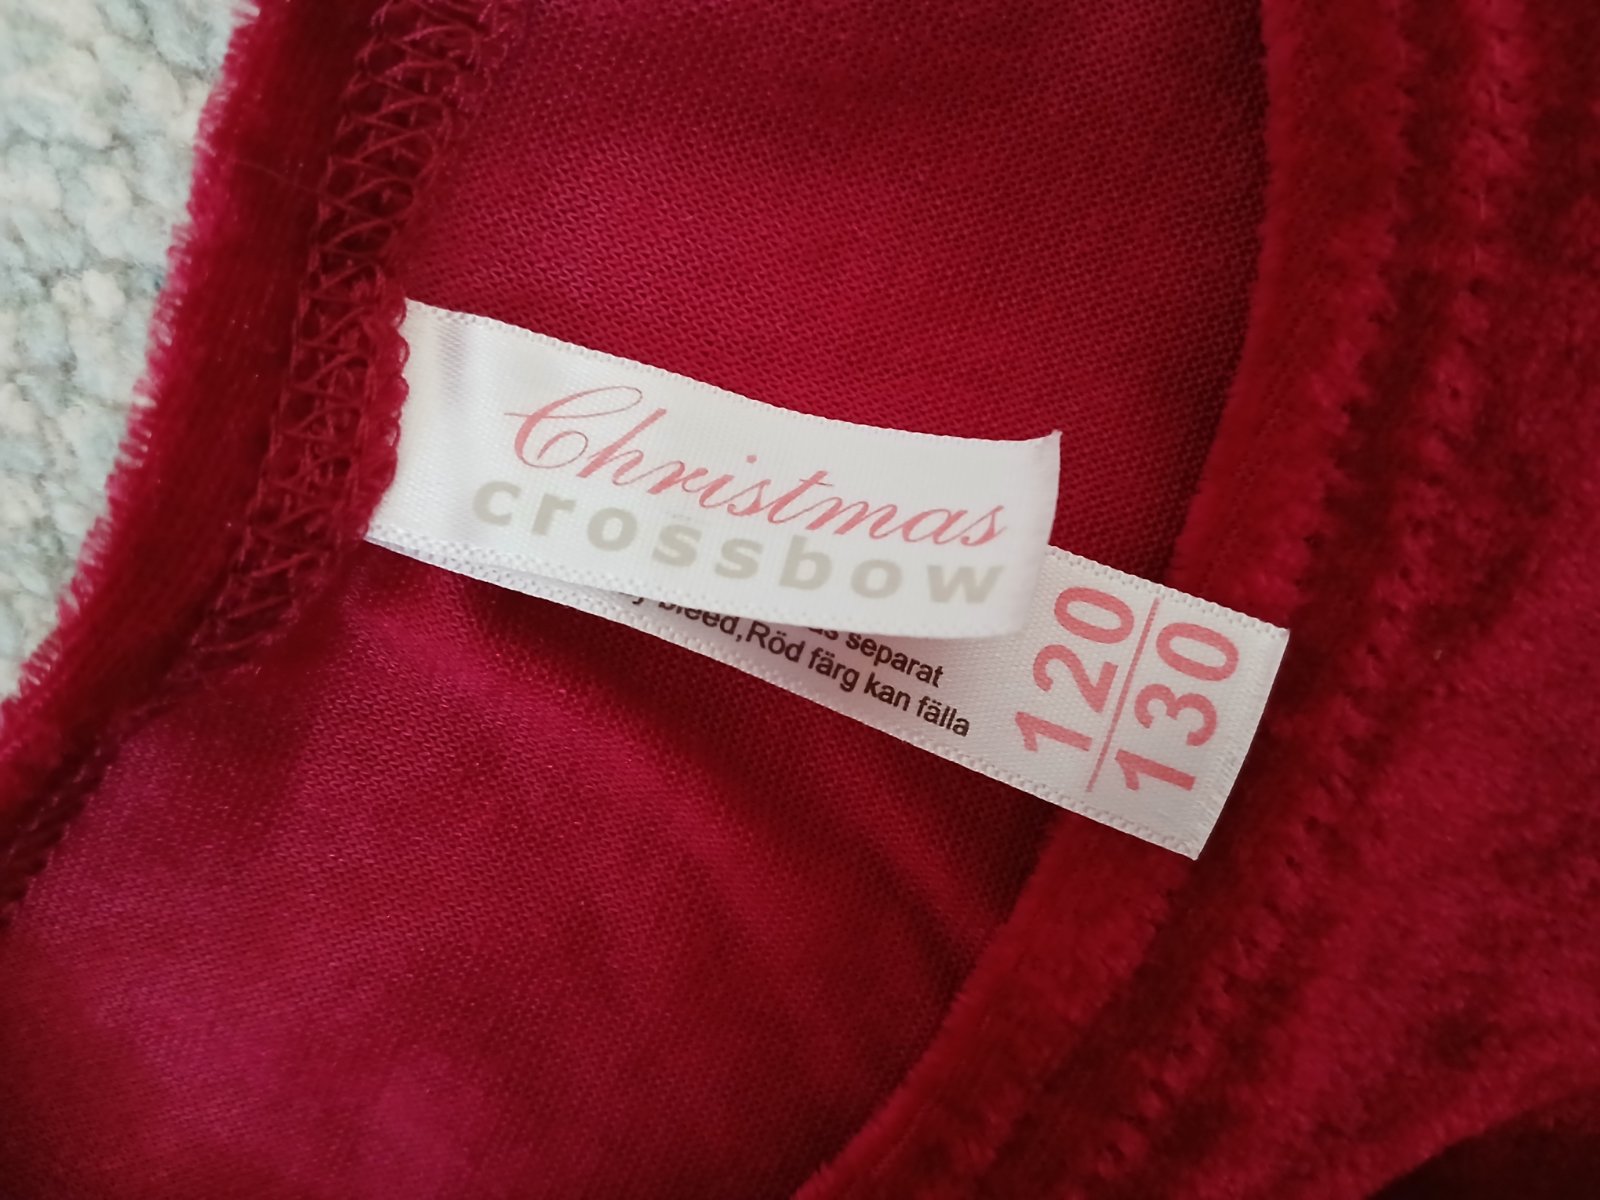 Christmas
crossbow
separat
bleed,Röd färg kan fälla
120
130